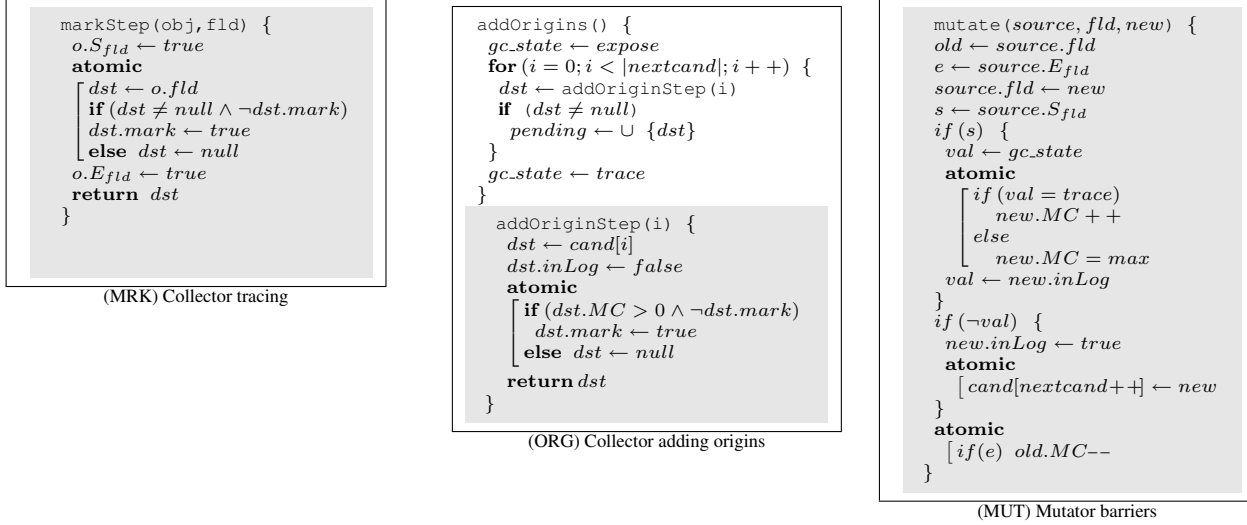 markStep(obj,fld) {
o.S_fld ← true
atomic
dst ← o.fld
if (dst ≠ null ∧ ¬dst.mark)
dst.mark ← true
else dst ← null
o.E_fld ← true
return dst
}
(MRK) Collector tracing
addOrigins() {
gc_state ← expose
for (i = 0; i < |nextcand|; i + +) {
dst ← addOriginStep(i)
if (dst ≠ null)
pending ← ∪ {dst}
}
gc_state ← trace
}
addOriginStep(i) {
dst ← cand[i]
dst.inLog ← false
atomic
if (dst.MC > 0 ∧ ¬dst.mark)
dst.mark ← true
else dst ← null
return dst
}
(ORG) Collector adding origins
mutate(source, fld, new) {
old ← source.fld
e ← source.E_fld
source.fld ← new
s ← source.S_fld
if (s) {
val ← gc_state
atomic
if (val = trace)
new.MC + +
else
new.MC = max
val ← new.inLog
}
if (¬val) {
new.inLog ← true
atomic
cand[nextcand++] ← new
}
atomic
if(e) old.MC−−
}
(MUT) Mutator barriers